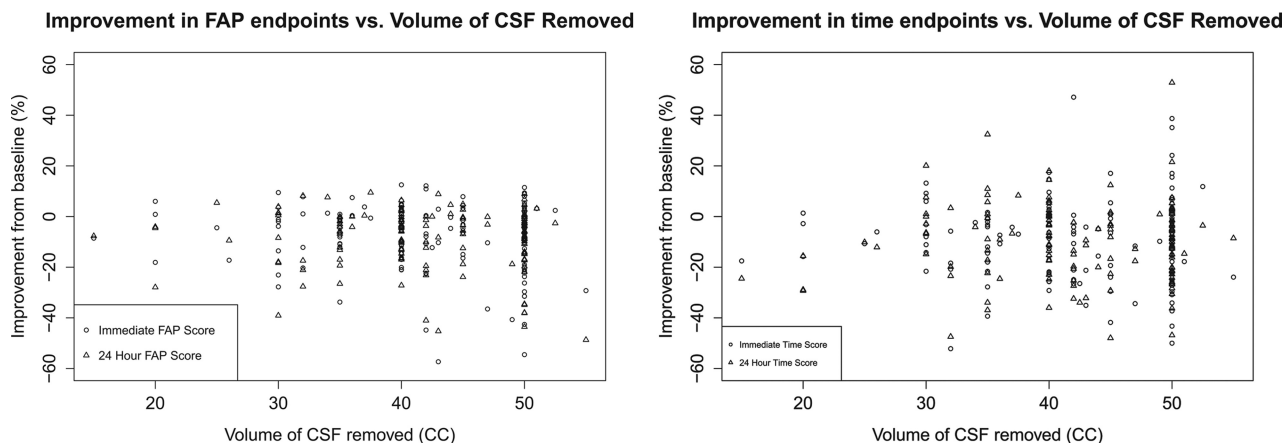 Improvement in FAP endpoints vs. Volume of CSF Removed
Improvement from baseline (%)
60
40
20
0
−20
−40
−60
Immediate FAP Score
24 Hour FAP Score
20
30
40
50
Volume of CSF removed (CC)
Improvement in time endpoints vs. Volume of CSF Removed
Improvement from baseline (%)
60
40
20
0
−20
−40
−60
Immediate Time Score
24 Hour Time Score
20
30
40
50
Volume of CSF removed (CC)